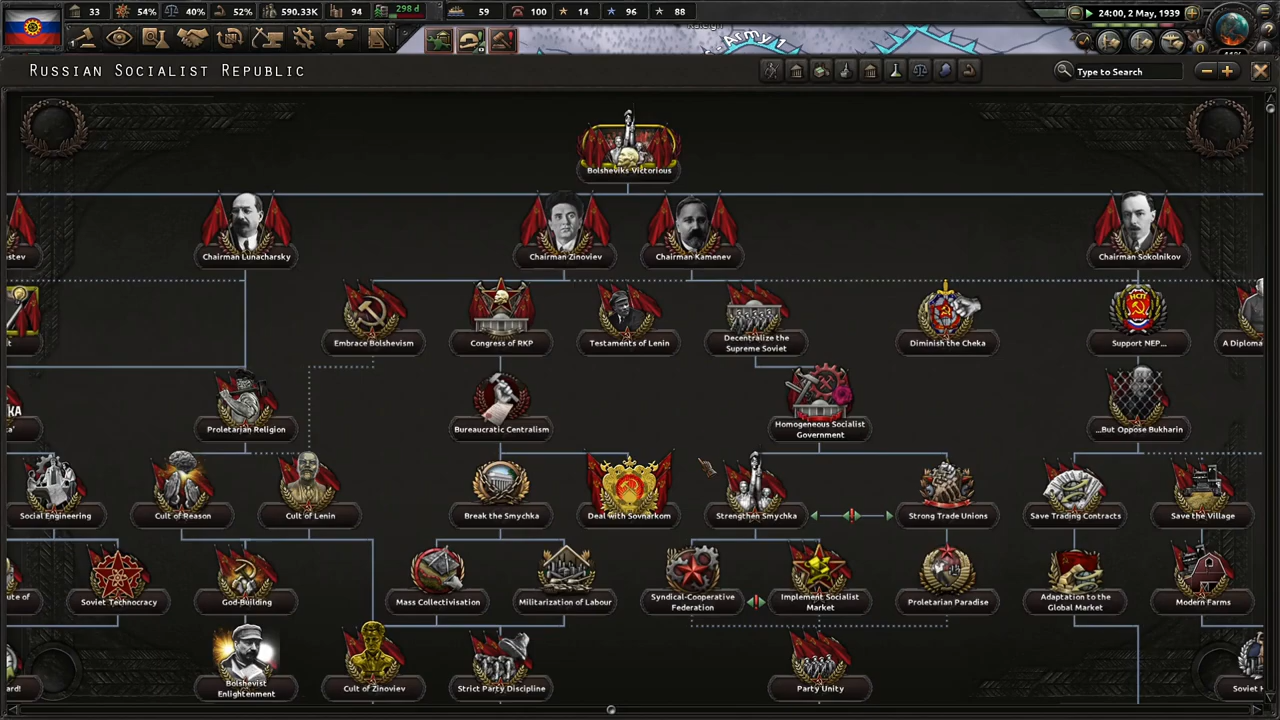 33
54%
40%
52%
590.33K
94
298 d
59
100
14
96
88
24:00, 2 May, 1939
Army 1
RUSSIAN SOCIALIST REPUBLIC
Type to Search
Bolsheviks Victorious
Chairman Lunacharsky
Chairman Zinoviev
Chairman Kamenev
Chairman Sokolnikov
НСП
Embrace Bolshevism
Congress of RKP
Testaments of Lenin
Decentralize the
Supreme Soviet
Diminish the Cheka
Support NEP...
A Diploma
Proletarian Religion
Bureaucratic Centralism
Homogeneous Socialist
Government
...But Oppose Bukharin
Social Engineering
Cult of Reason
Cult of Lenin
Break the Smychka
Deal with Sovnarkom
Strengthen Smychka
Strong Trade Unions
Save Trading Contracts
Save the Village
Soviet Technocracy
God-Building
Mass Collectivisation
Militarization of Labour
Syndical-Cooperative
Federation
Implement Socialist
Market
Proletarian Paradise
Adaptation to the
Global Market
Modern Farms
Bolshevist
Enlightenment
Cult of Zinoviev
Strict Party Discipline
Party Unity